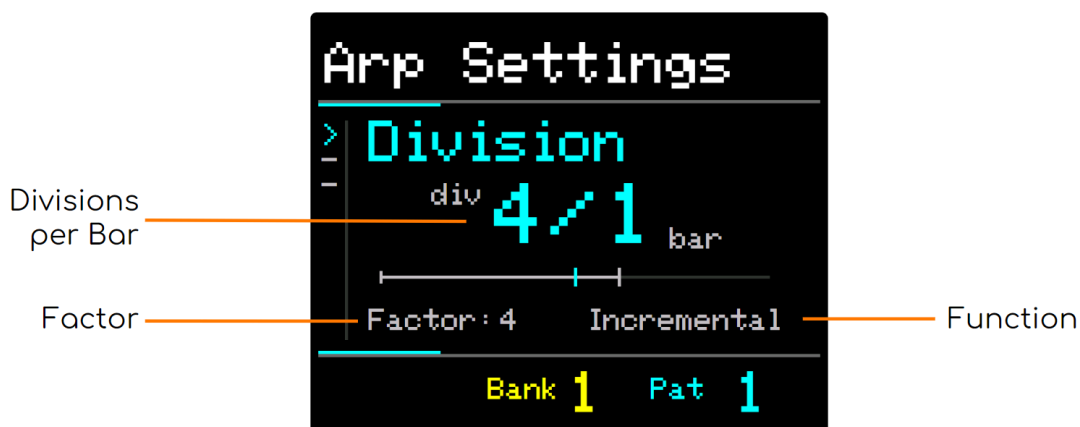 Arp Settings
> Division
Divisions
per Bar
div 4/1 bar
Factor
Factor:4 Incremental
Function
Bank 1 Pat 1